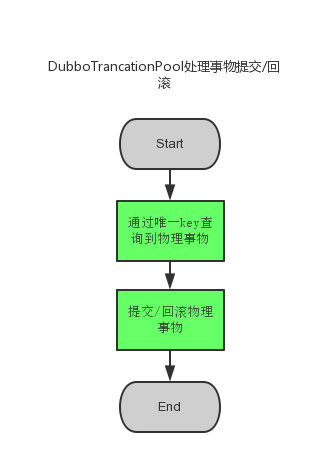 DubboTrancationPool处理事物提交/回
滚
Start
通过唯一key查
询到物理事物
提交/回滚物理
事物
End